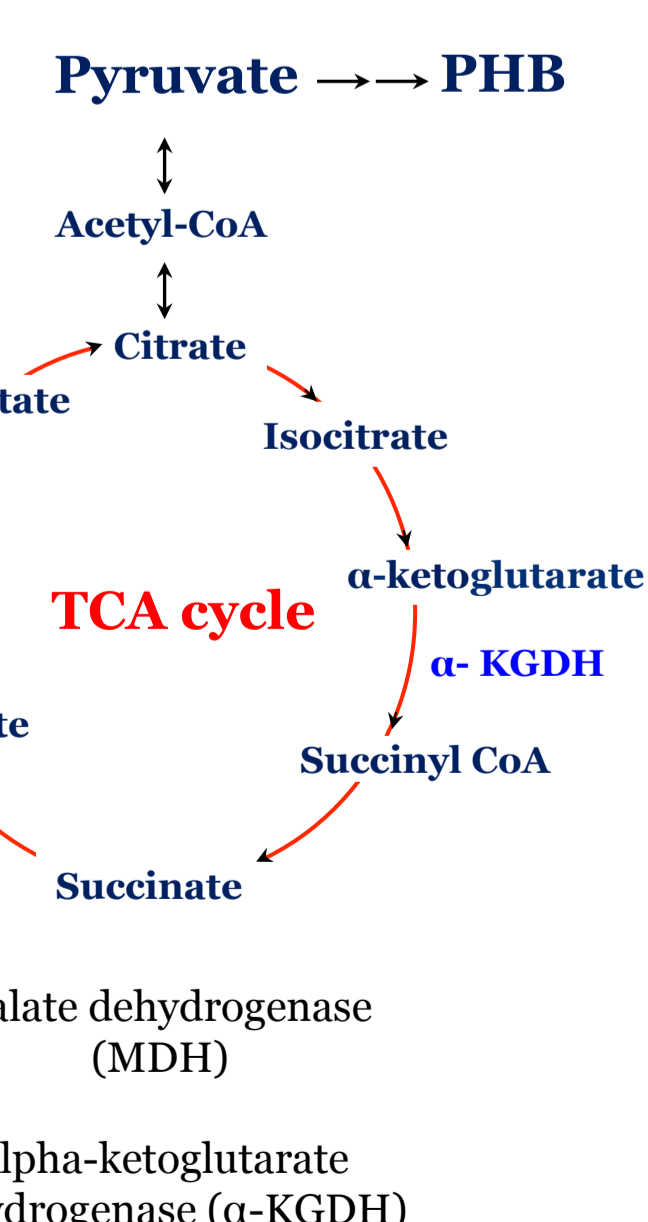 Pyruvate PHB
Acetyl-CoA
Citrate
tate
Isocitrate
α-ketoglutarate
TCA cycle
α- KGDH
te
Succinyl CoA
Succinate
alate dehydrogenase
(MDH)
lpha-ketoglutarate
ydrogenase (α-KGDH)